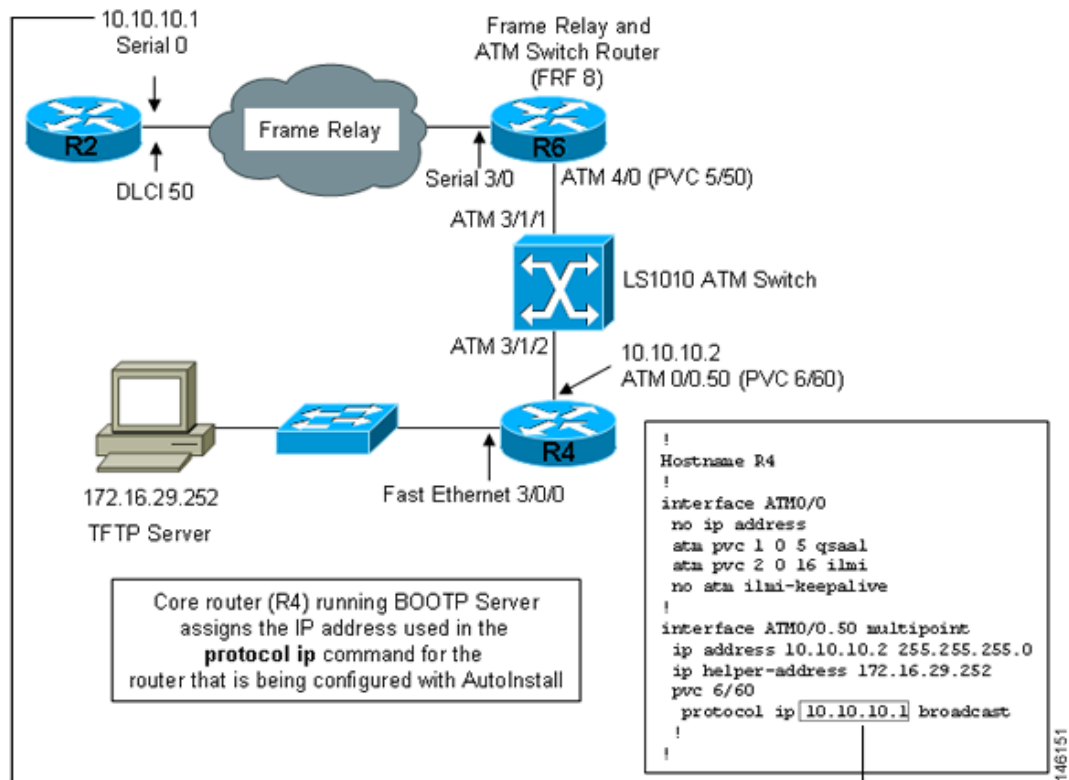 10.10.10.1
Serial 0
Frame Relay and
ATM Switch Router
(FRF 8)
R2
Frame Relay
R6
DLCI 50
Serial 3/0
ATM 4/0 (PVC 5/50)
ATM 3/1/1
LS1010 ATM Switch
ATM 3/1/2
10.10.10.2
ATM 0/0.50 (PVC 6/60)
R4
172.16.29.252
TFTP Server
Fast Ethernet 3/0/0
Core router (R4) running BOOTP Server
assigns the IP address used in the
protocol ip command for the
router that is being configured with AutoInstall
!
Hostname R4
!
interface ATM0/0
no ip address
atm pvc 1 0 5 qsaal
atm pvc 2 0 16 ilmi
no atm ilmi-keepalive
!
interface ATM0/0.50 multipoint
ip address 10.10.10.2 255.255.255.0
ip helper-address 172.16.29.252
pvc 6/60
protocol ip 10.10.10.1 broadcast
!
!
146151